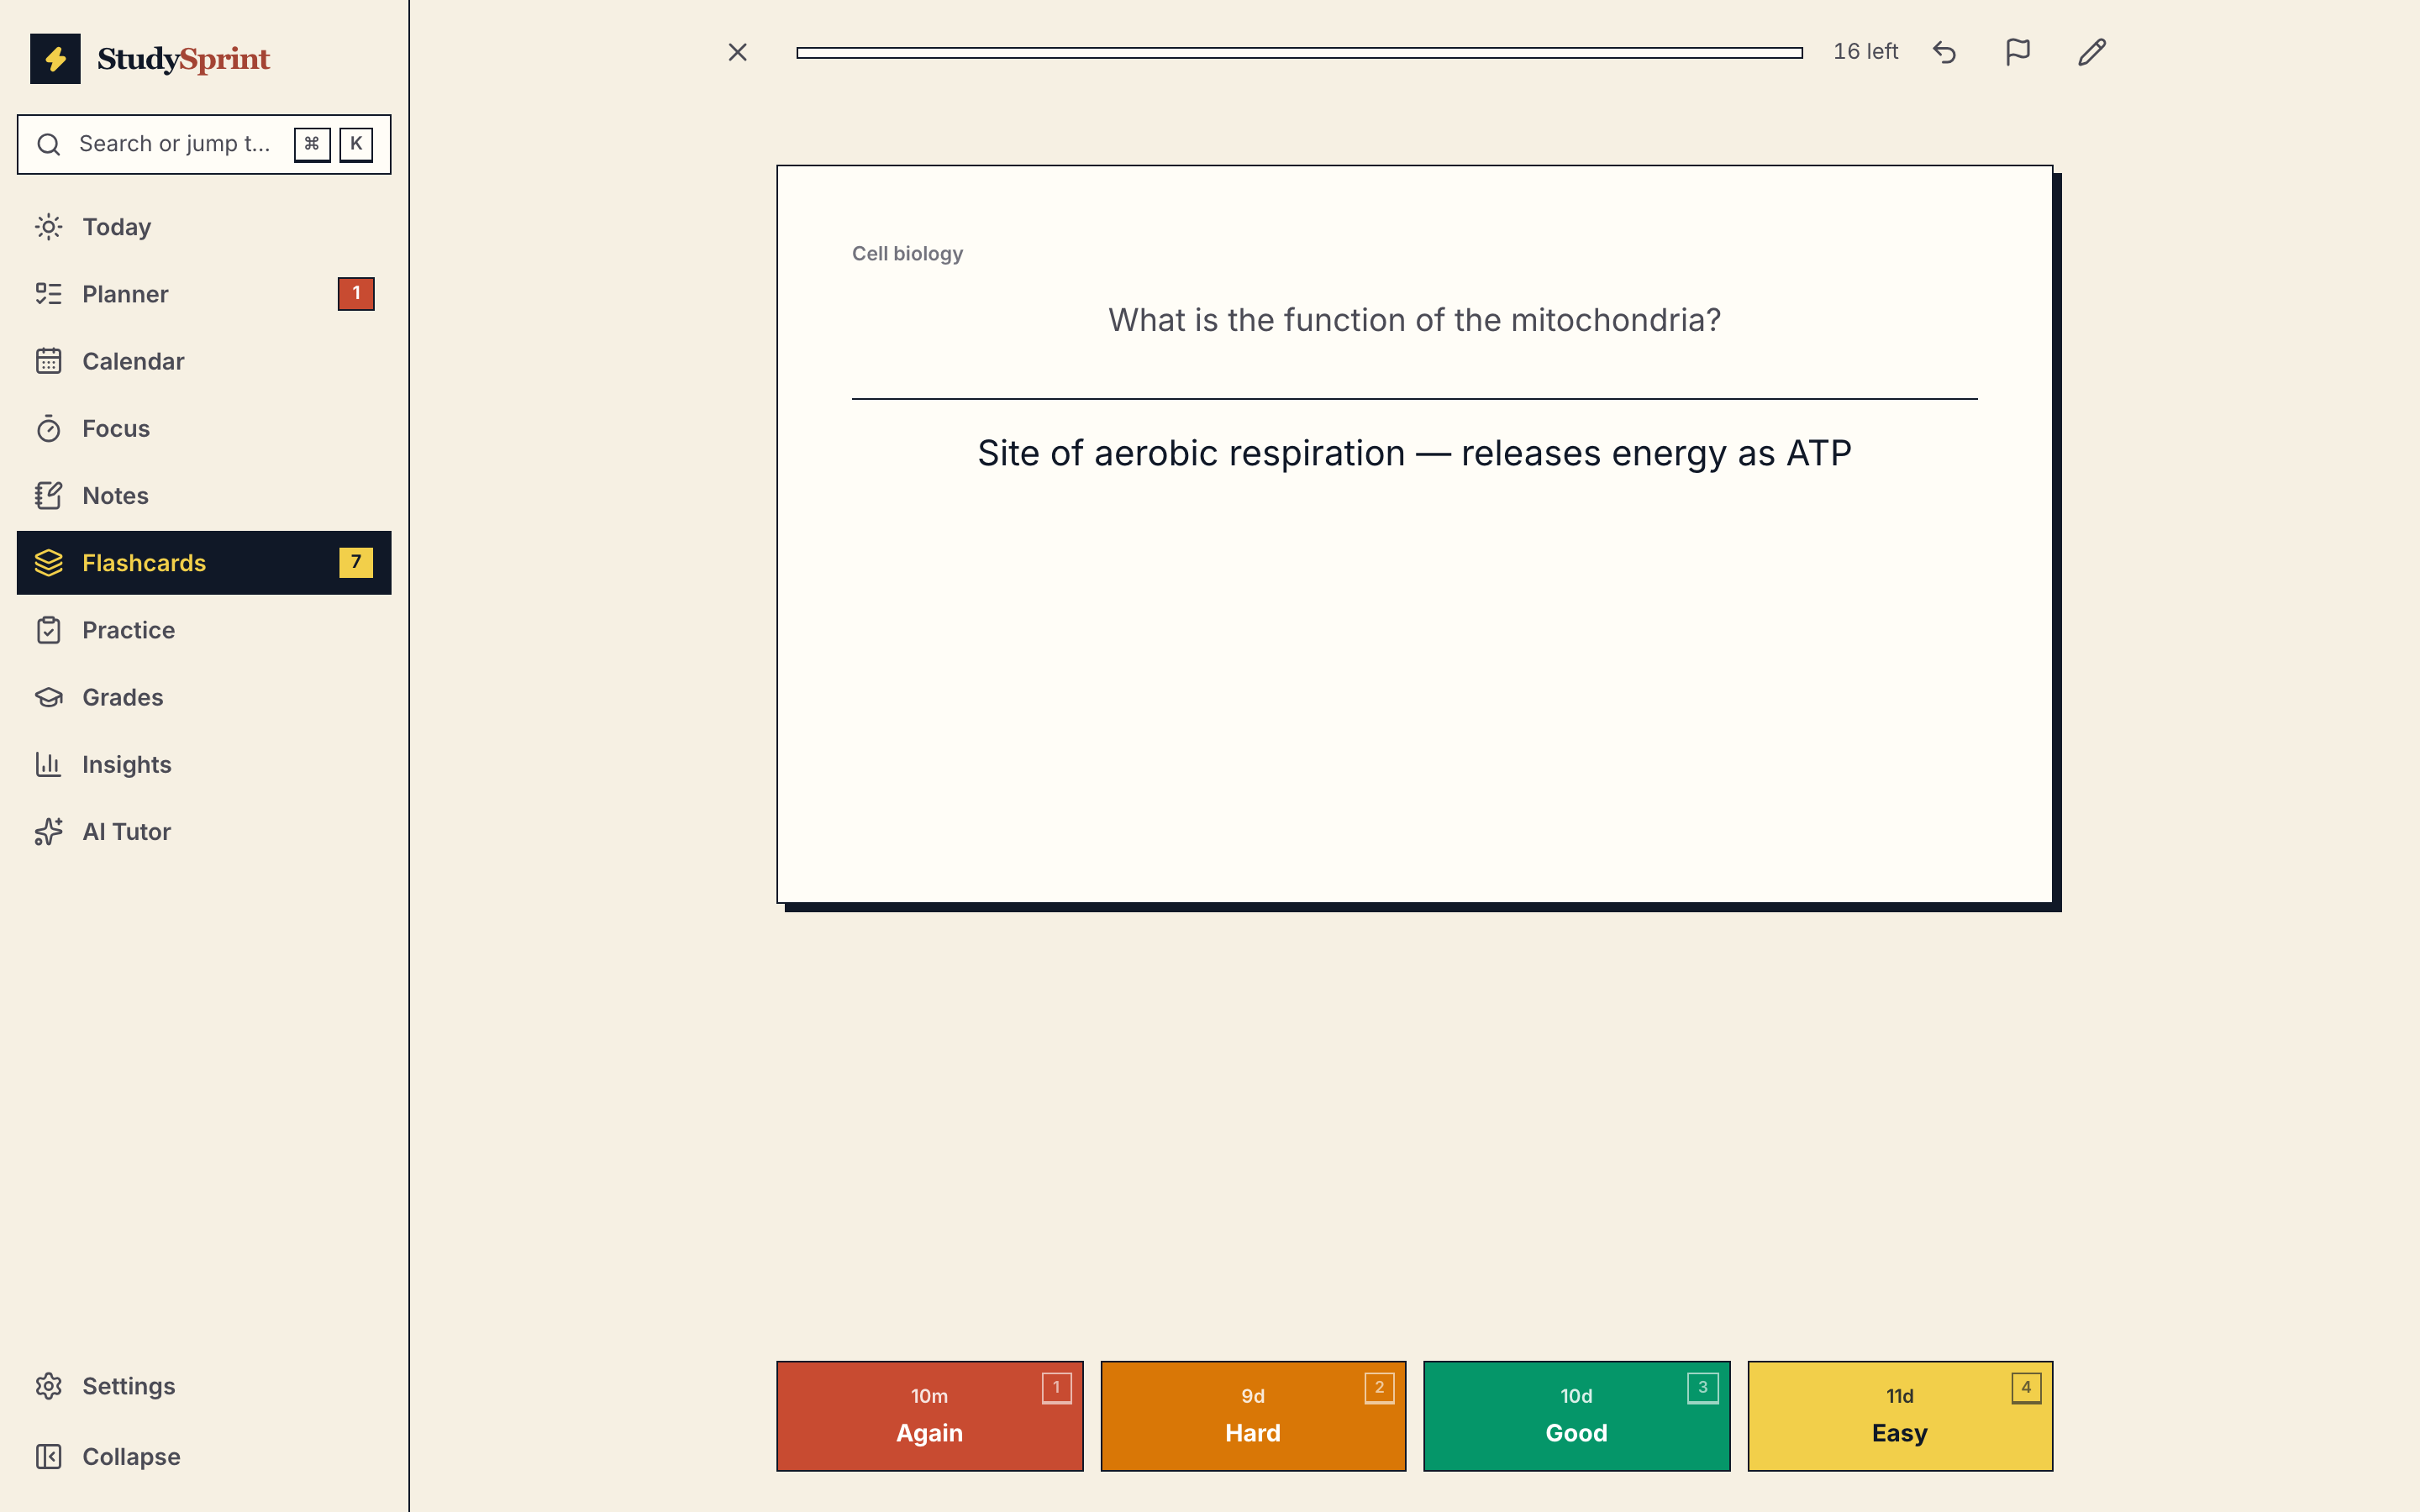 StudySprint
Search or jump t... ⌘ K
Today
Planner 1
Calendar
Focus
Notes
Flashcards 7
Practice
Grades
Insights
AI Tutor
Settings
Collapse
16 left
Cell biology
What is the function of the mitochondria?
Site of aerobic respiration — releases energy as ATP
10m 1
Again
9d 2
Hard
10d 3
Good
11d 4
Easy